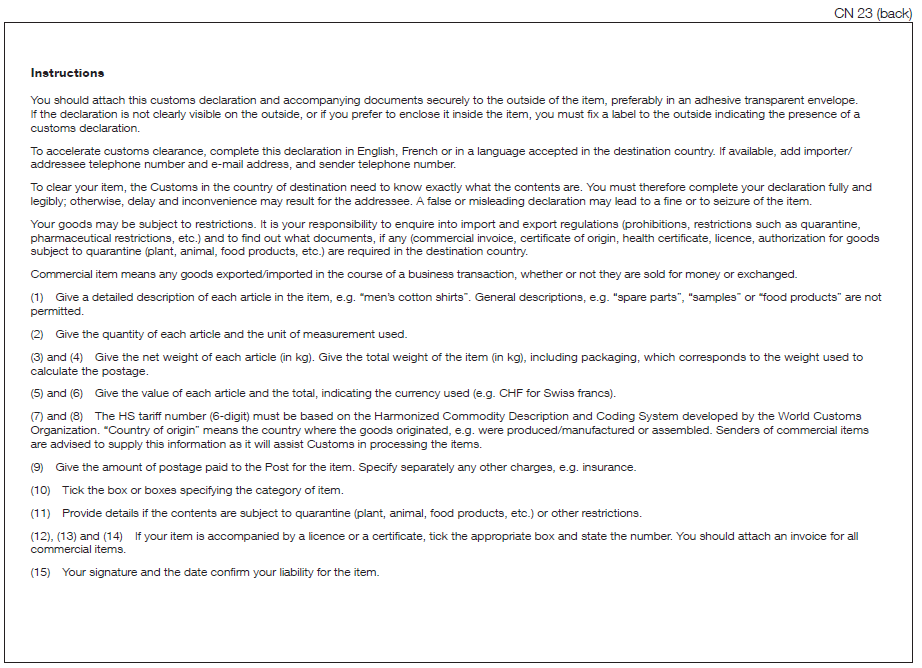 CN 23 (back)
Instructions
You should attach this customs declaration and accompanying documents securely to the outside of the item, preferably in an adhesive transparent envelope.
If the declaration is not clearly visible on the outside, or if you prefer to enclose it inside the item, you must fix a label to the outside indicating the presence of a
customs declaration.
To accelerate customs clearance, complete this declaration in English, French or in a language accepted in the destination country. If available, add importer/
addressee telephone number and e-mail address, and sender telephone number.
To clear your item, the Customs in the country of destination need to know exactly what the contents are. You must therefore complete your declaration fully and
legibly; otherwise, delay and inconvenience may result for the addressee. A false or misleading declaration may lead to a fine or to seizure of the item.
Your goods may be subject to restrictions. It is your responsibility to enquire into import and export regulations (prohibitions, restrictions such as quarantine,
pharmaceutical restrictions, etc.) and to find out what documents, if any (commercial invoice, certificate of origin, health certificate, licence, authorization for goods
subject to quarantine (plant, animal, food products, etc.) are required in the destination country.
Commercial item means any goods exported/imported in the course of a business transaction, whether or not they are sold for money or exchanged.
(1) Give a detailed description of each article in the item, e.g. “men’s cotton shirts”. General descriptions, e.g. “spare parts”, “samples” or “food products” are not
permitted.
(2) Give the quantity of each article and the unit of measurement used.
(3) and (4) Give the net weight of each article (in kg). Give the total weight of the item (in kg), including packaging, which corresponds to the weight used to
calculate the postage.
(5) and (6) Give the value of each article and the total, indicating the currency used (e.g. CHF for Swiss francs).
(7) and (8) The HS tariff number (6-digit) must be based on the Harmonized Commodity Description and Coding System developed by the World Customs
Organization. “Country of origin” means the country where the goods originated, e.g. were produced/manufactured or assembled. Senders of commercial items
are advised to supply this information as it will assist Customs in processing the items.
(9) Give the amount of postage paid to the Post for the item. Specify separately any other charges, e.g. insurance.
(10) Tick the box or boxes specifying the category of item.
(11) Provide details if the contents are subject to quarantine (plant, animal, food products, etc.) or other restrictions.
(12), (13) and (14) If your item is accompanied by a licence or a certificate, tick the appropriate box and state the number. You should attach an invoice for all
commercial items.
(15) Your signature and the date confirm your liability for the item.